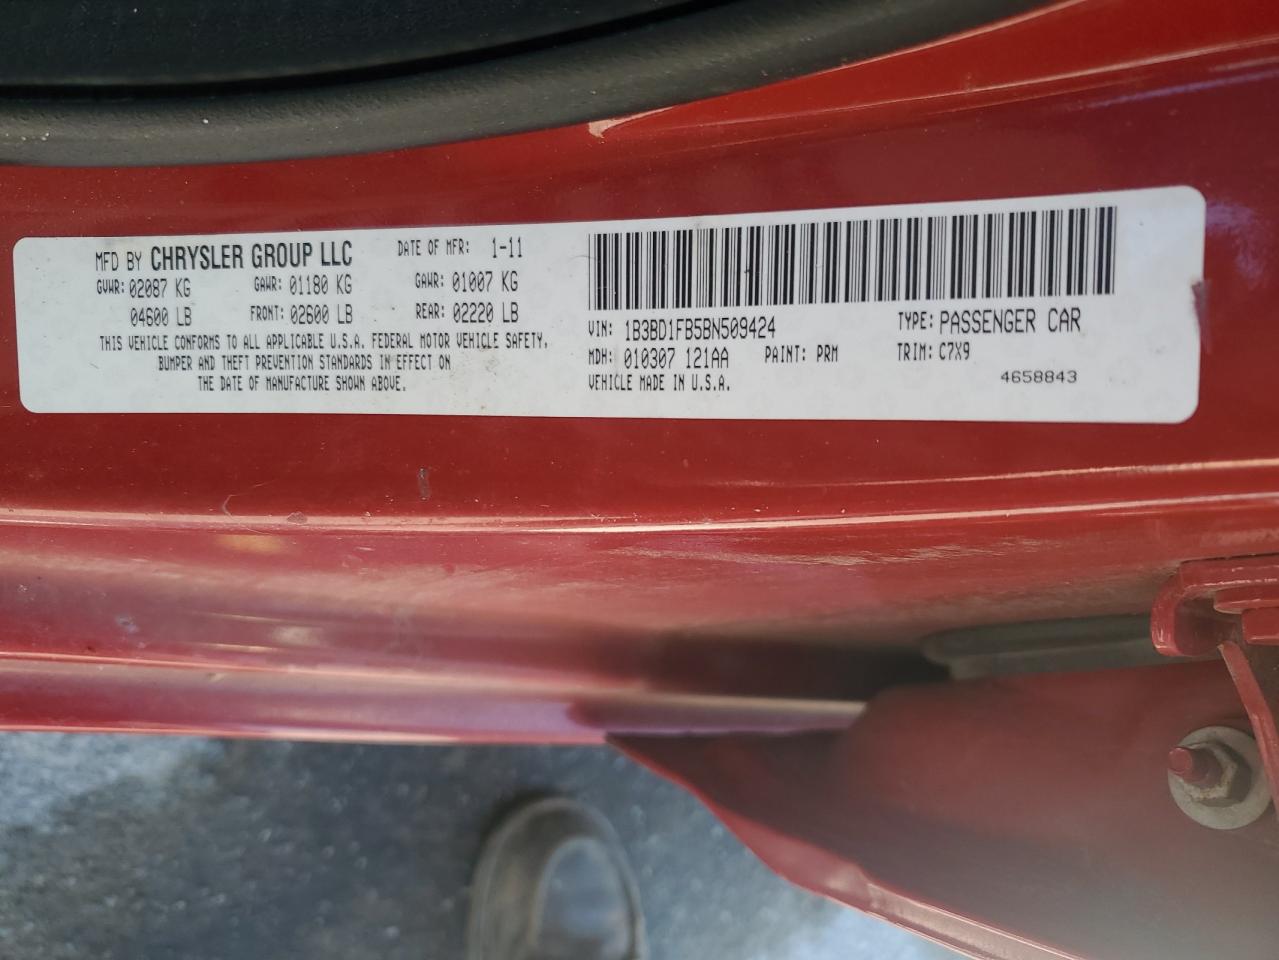 MFD BY CHRYSLER GROUP LLC DATE OF MFR: 1-11
GVWR: 02087 KG GAWR: 01180 KG GAWR: 01007 KG
04600 LB FRONT: 02600 LB REAR: 02220 LB
THIS VEHICLE CONFORMS TO ALL APPLICABLE U.S.A. FEDERAL MOTOR VEHICLE SAFETY,
BUMPER AND THEFT PREVENTION STANDARDS IN EFFECT ON
THE DATE OF MANUFACTURE SHOWN ABOVE.
VIN: 1B3BD1FB5BN509424 TYPE: PASSENGER CAR
MDH: 010307 121AA PAINT: PRM TRIM: C7X9
VEHICLE MADE IN U.S.A. 4658843